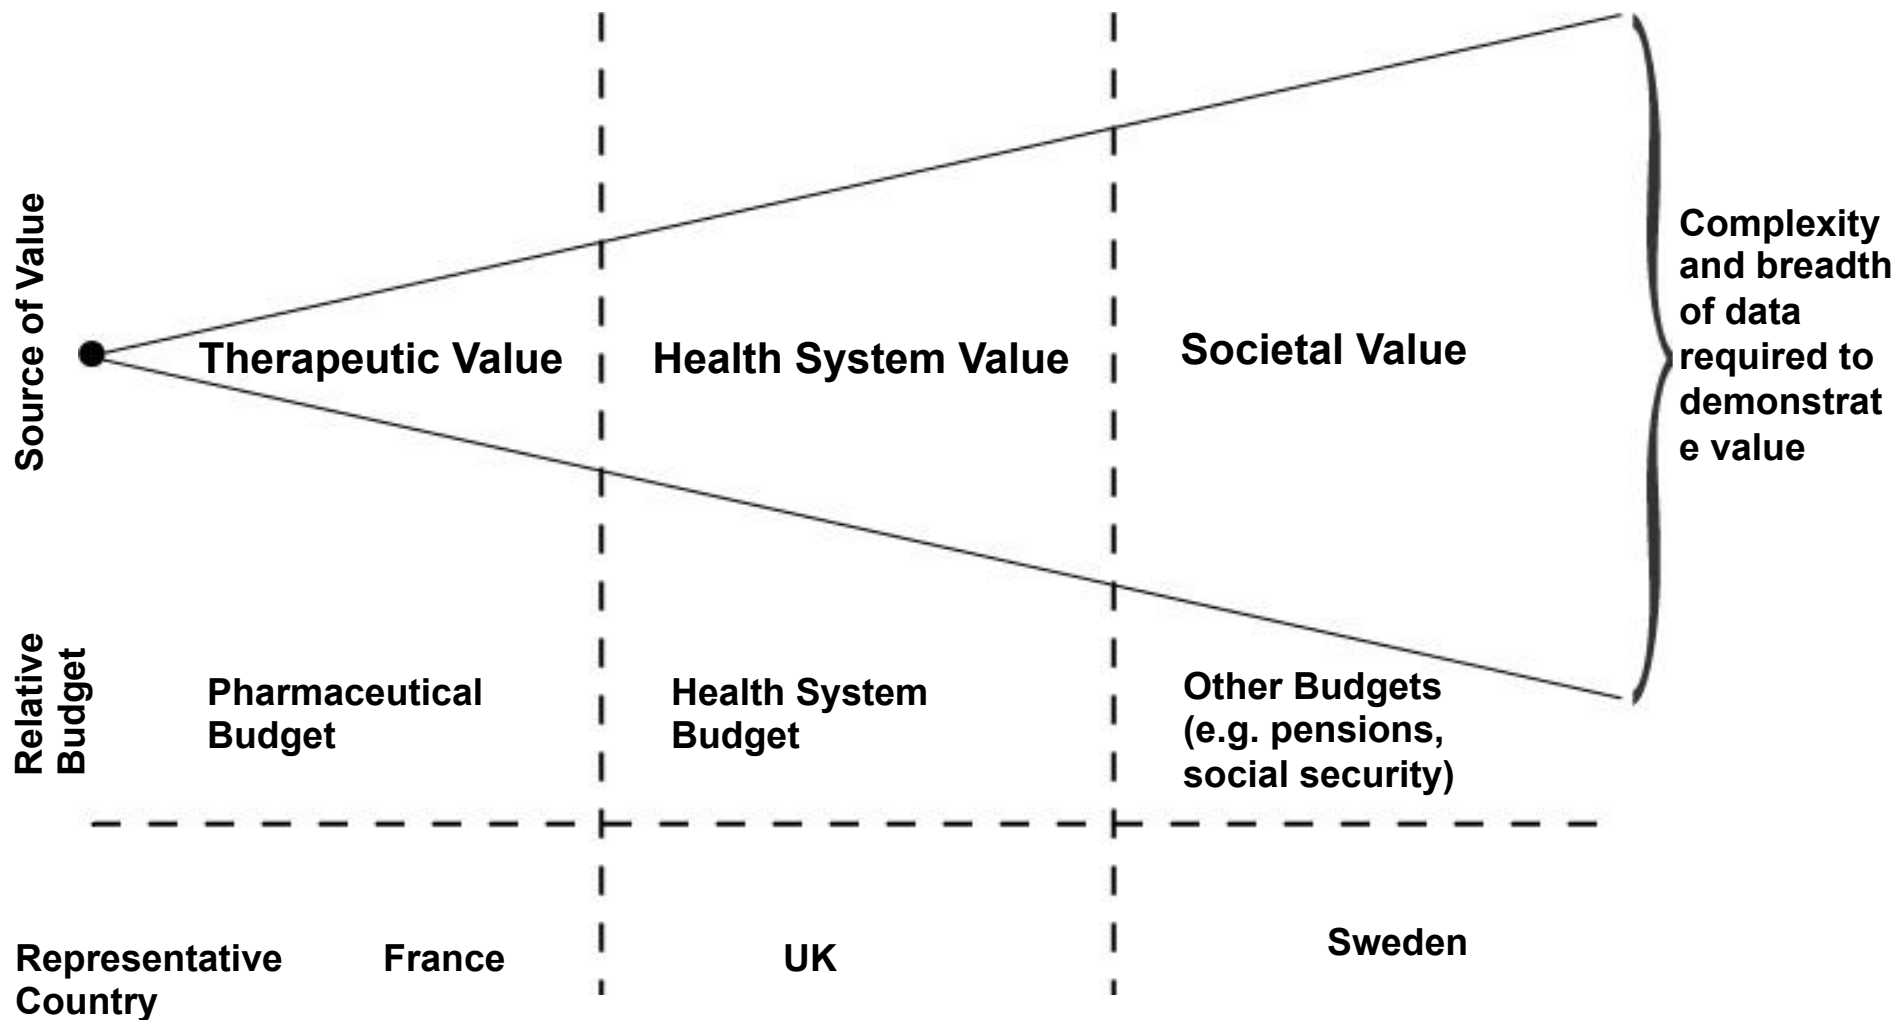 Source of Value
Therapeutic Value
Health System Value
Societal Value
Complexity
and breadth
of data
required to
demonstrat
e value
Relative
Budget
Pharmaceutical
Budget
Health System
Budget
Other Budgets
(e.g. pensions,
social security)
Representative
Country
France
UK
Sweden